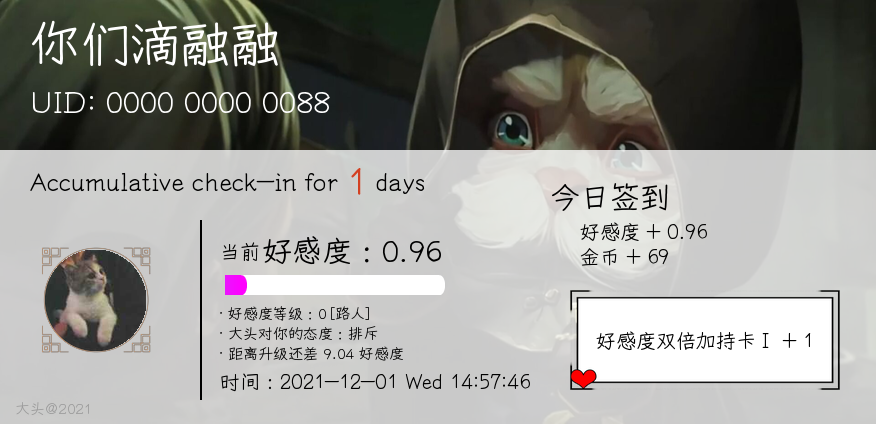 你们滴融融
UID: 0000 0000 0088
Accumulative check-in for 1 days
今日签到
好感度 + 0.96
金币 + 69
当前好感度：0.96
· 好感度等级：0 [路人]
· 大头对你的态度：排斥
· 距离升级还差 9.04 好感度
时间：2021-12-01 Wed 14:57:46
好感度双倍加持卡Ⅰ + 1
大头@2021